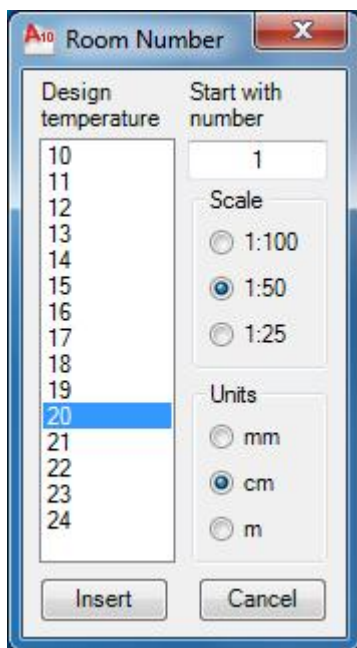 A10 Room Number
Design
temperature
10
11
12
13
14
15
16
17
18
19
20
21
22
23
24
Start with
number
1
Scale
1:100
1:50
1:25
Units
mm
cm
m
Insert
Cancel